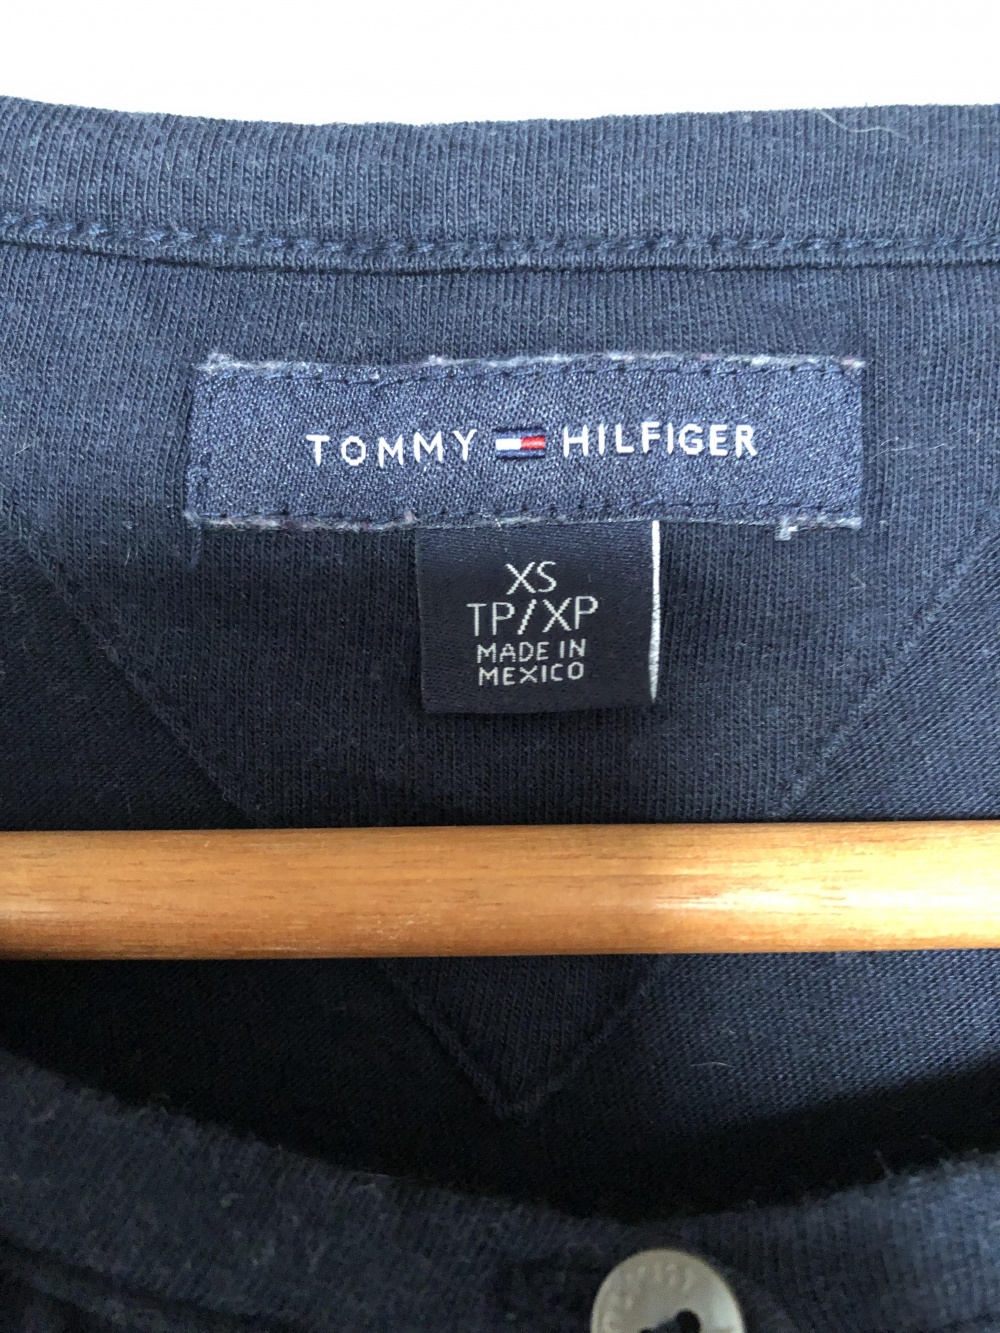 TOMMY HILFIGER
XS
TP/XP
MADE IN
MEXICO